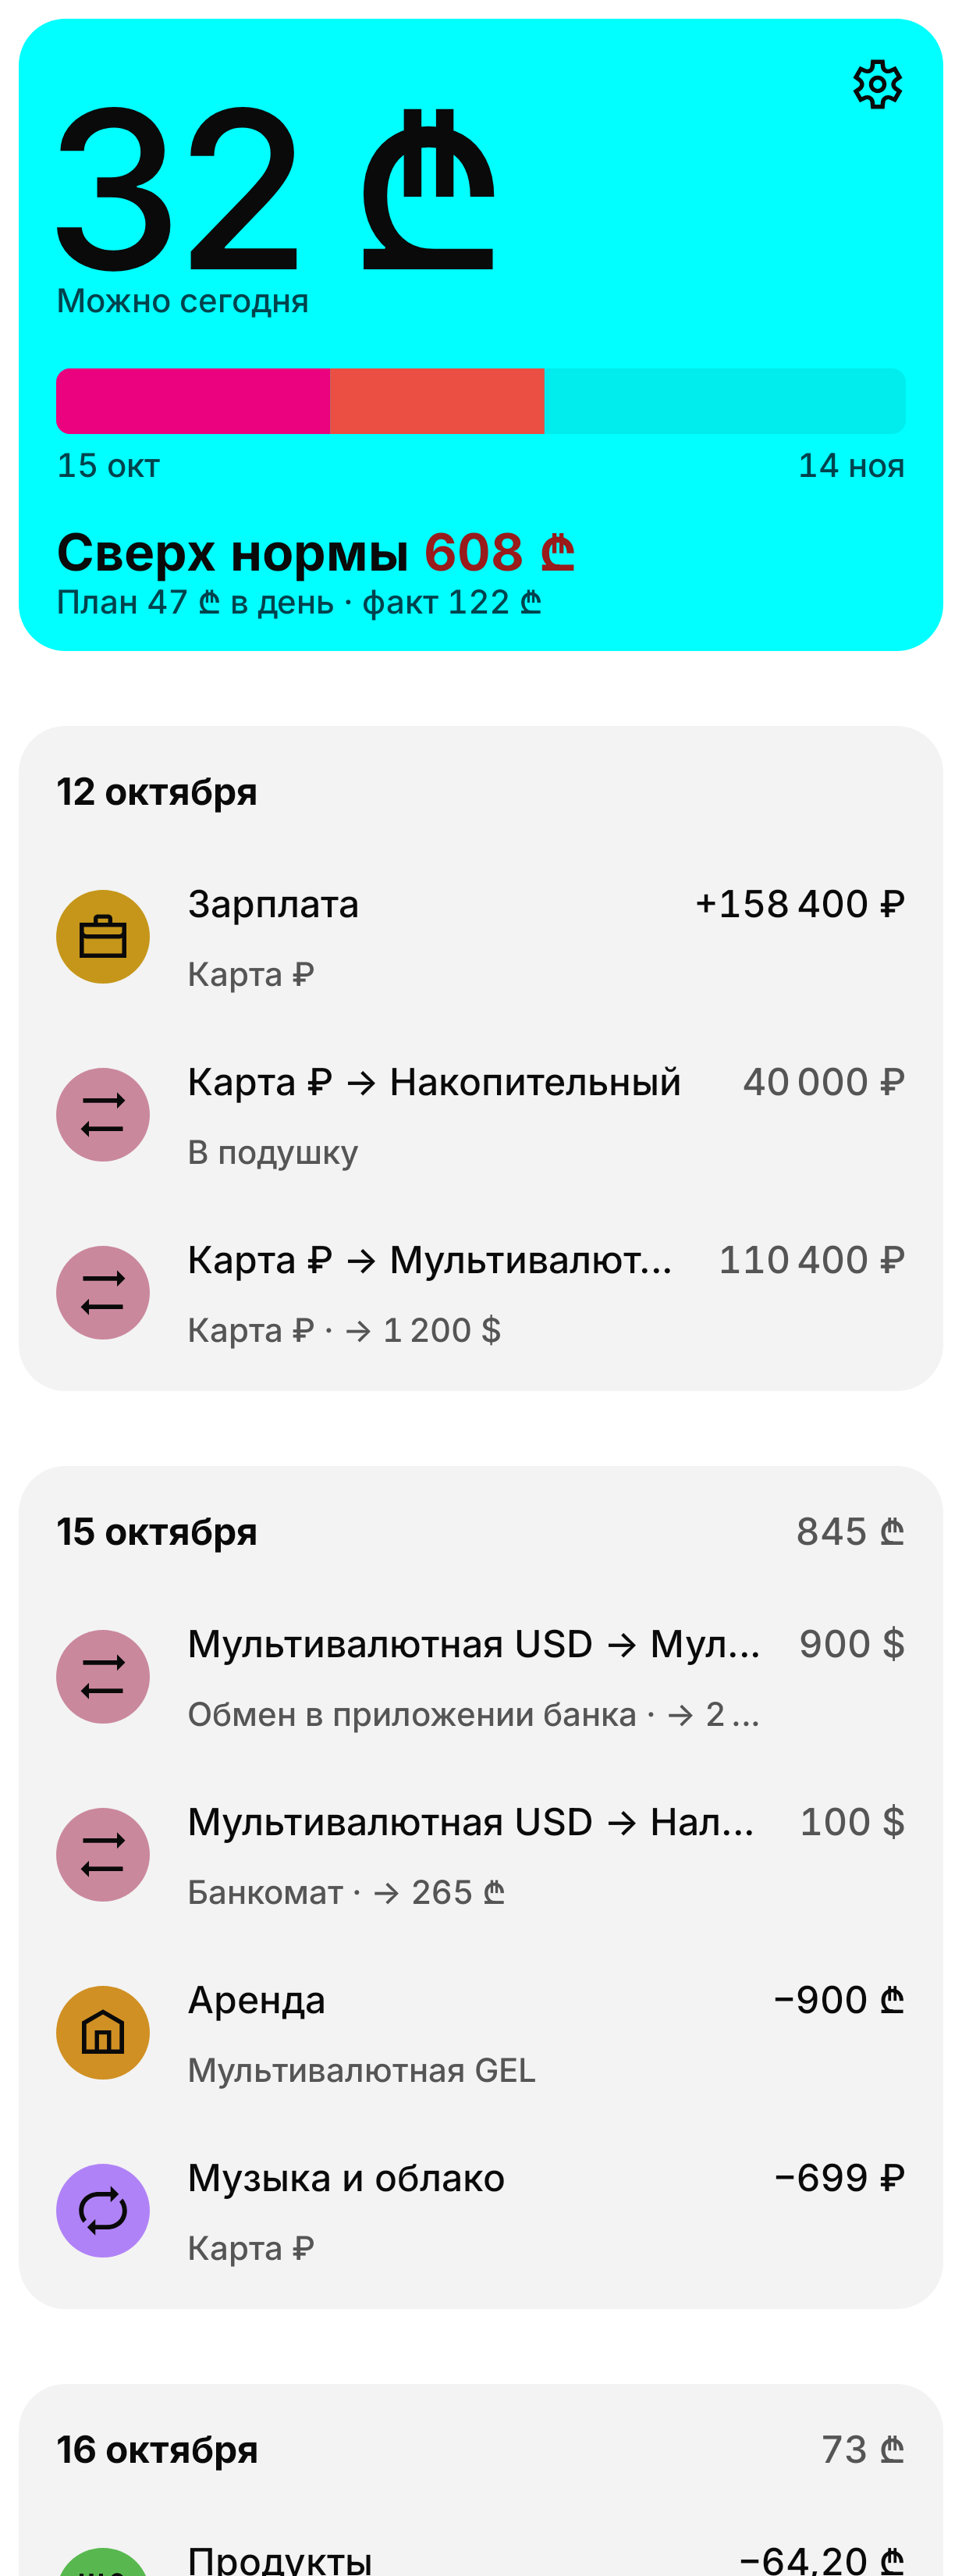 32 ₾
Можно сегодня
15 окт
14 ноя
Сверх нормы 608 ₾
План 47 ₾ в день · факт 122 ₾
12 октября
Зарплата
+158 400 ₽
Карта ₽
Карта ₽ → Накопительный
40 000 ₽
В подушку
Карта ₽ → Мультивалют…
110 400 ₽
Карта ₽ · → 1 200 $
15 октября
845 ₾
Мультивалютная USD → Мул…
900 $
Обмен в приложении банка · → 2 …
Мультивалютная USD → Нал…
100 $
Банкомат · → 265 ₾
Аренда
−900 ₾
Мультивалютная GEL
Музыка и облако
−699 ₽
Карта ₽
16 октября
73 ₾
Продукты
−64,20 ₾